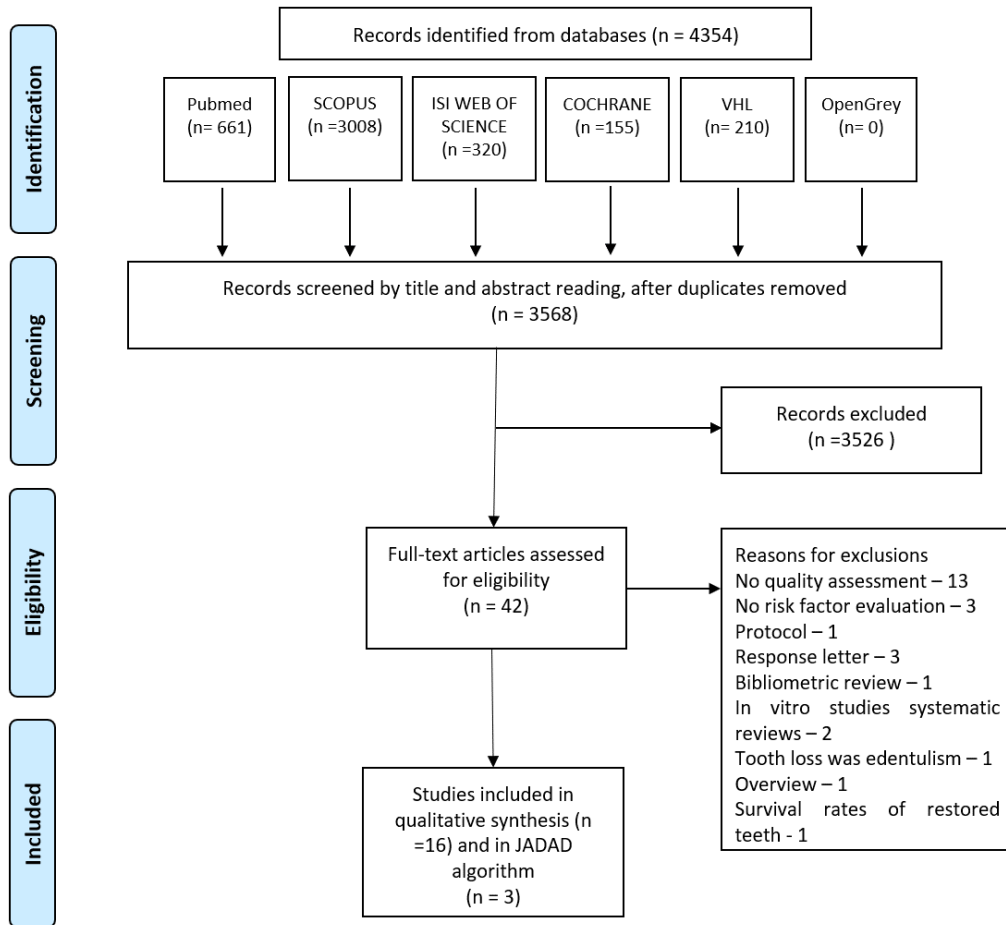 Identification
Records identified from databases (n = 4354)
Pubmed
(n= 661)
SCOPUS
(n =3008)
ISI WEB OF
SCIENCE
(n =320)
COCHRANE
(n =155)
VHL
(n= 210)
OpenGrey
(n= 0)
Screening
Records screened by title and abstract reading, after duplicates removed
(n = 3568)
Records excluded
(n =3526 )
Eligibility
Full-text articles assessed
for eligibility
(n = 42)
Reasons for exclusions
No quality assessment – 13
No risk factor evaluation – 3
Protocol – 1
Response letter – 3
Bibliometric review – 1
In vitro studies systematic
reviews – 2
Tooth loss was edentulism – 1
Overview – 1
Survival rates of restored
teeth - 1
Included
Studies included in
qualitative synthesis (n
=16) and in JADAD
algorithm
(n = 3)